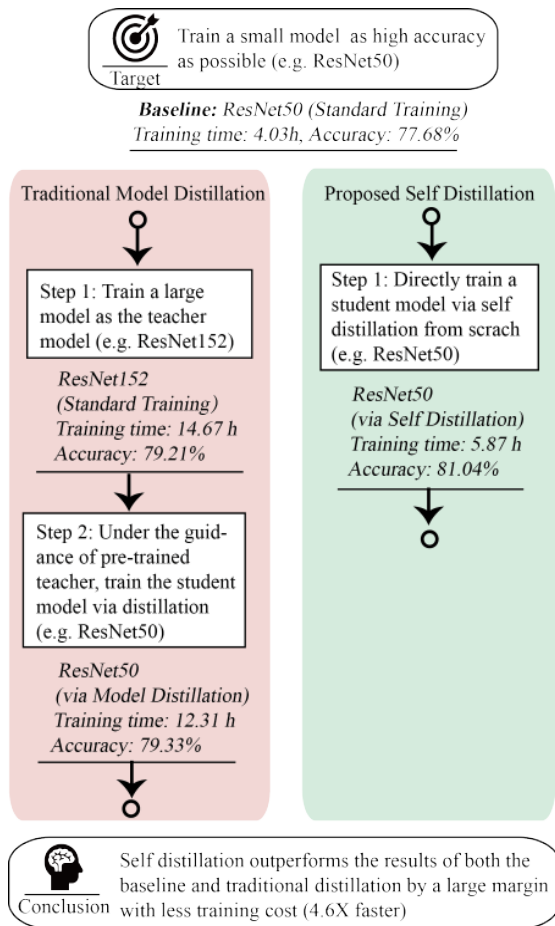 Train a small model as high accuracy
as possible (e.g. ResNet50)
Target
Baseline: ResNet50 (Standard Training)
Training time: 4.03h, Accuracy: 77.68%
Traditional Model Distillation
Step 1: Train a large
model as the teacher
model (e.g. ResNet152)
ResNet152
(Standard Training)
Training time: 14.67 h
Accuracy: 79.21%
Step 2: Under the guid-
ance of pre-trained
teacher, train the student
model via distillation
(e.g. ResNet50)
ResNet50
(via Model Distillation)
Training time: 12.31 h
Accuracy: 79.33%
Proposed Self Distillation
Step 1: Directly train a
student model via self
distillation from scrach
(e.g. ResNet50)
ResNet50
(via Self Distillation)
Training time: 5.87 h
Accuracy: 81.04%
Self distillation outperforms the results of both the
baseline and traditional distillation by a large margin
with less training cost (4.6X faster)
Conclusion